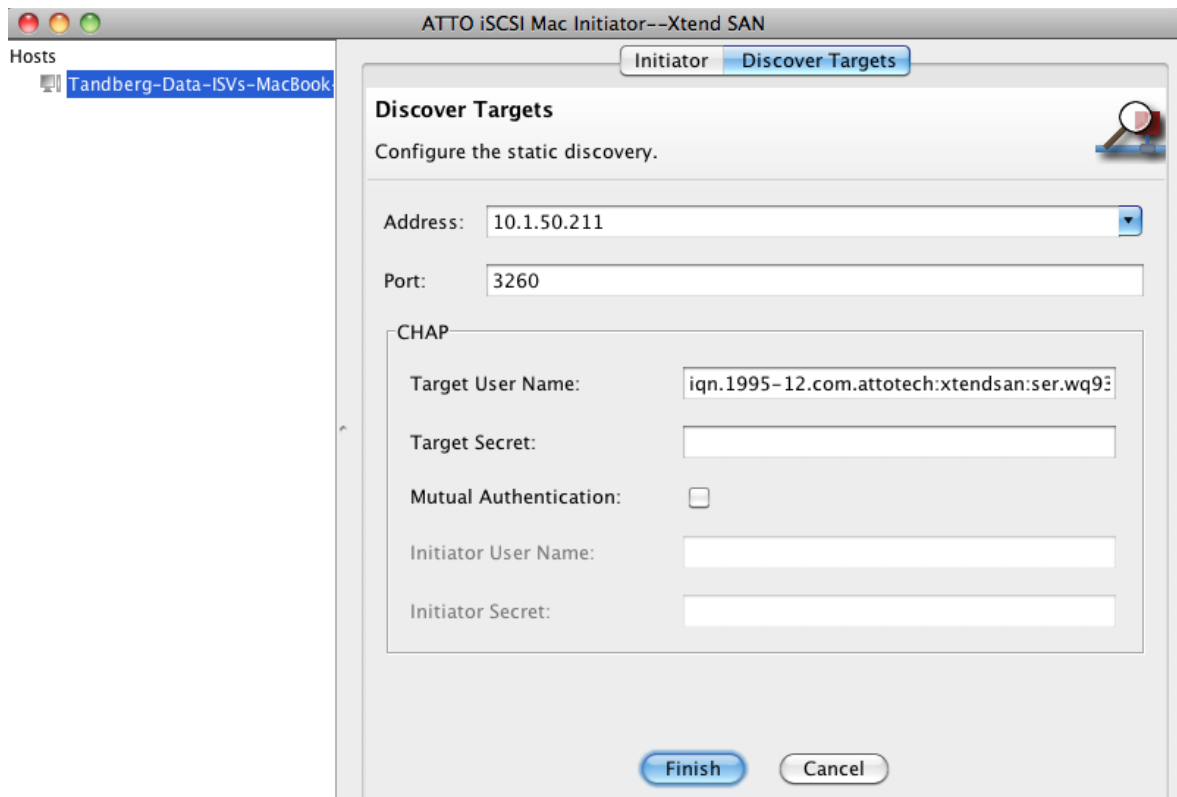 ATTO iSCSI Mac Initiator--Xtend SAN
Hosts
Tandberg-Data-ISVs-MacBook-
Initiator
Discover Targets
Discover Targets
Configure the static discovery.
Address: 10.1.50.211
Port: 3260
CHAP
Target User Name: iqn.1995-12.com.attotech:xtendsan:ser.wq93
Target Secret:
Mutual Authentication:
Initiator User Name:
Initiator Secret:
Finish
Cancel